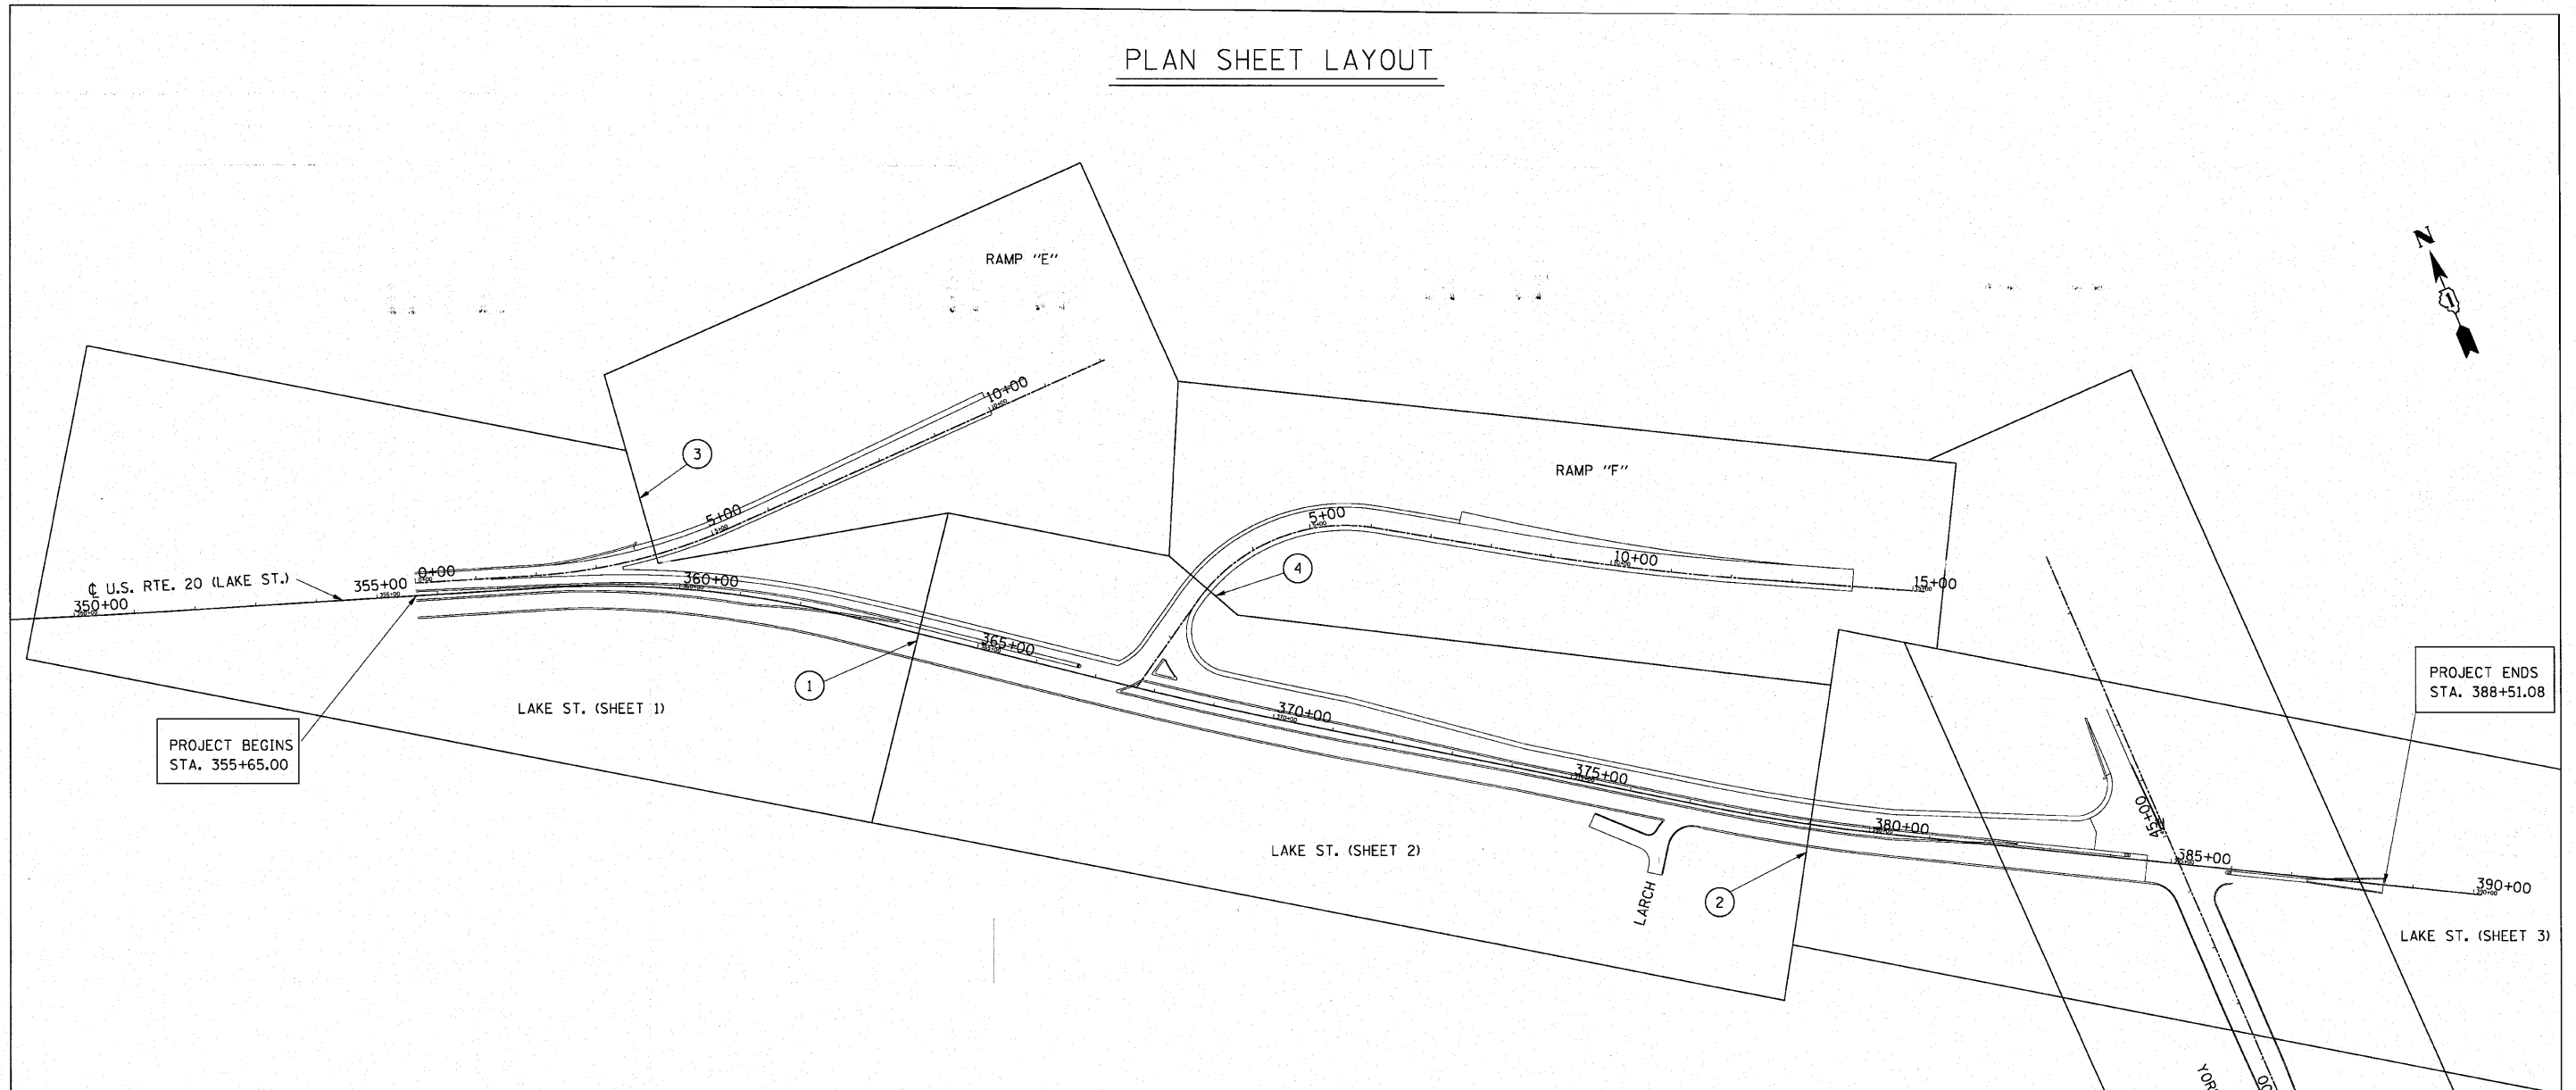 PLAN SHEET LAYOUT
N
1
RAMP "E"
10+00
3
5+00
RAMP "F"
5+00
10+00
15+00
4
℄ U.S. RTE. 20 (LAKE ST.)
350+00
355+00
0+00
360+00
365+00
1
370+00
375+00
380+00
385+00
390+00
45+00
PROJECT BEGINS
STA. 355+65.00
LAKE ST. (SHEET 1)
LAKE ST. (SHEET 2)
LARCH
2
PROJECT ENDS
STA. 388+51.08
LAKE ST. (SHEET 3)